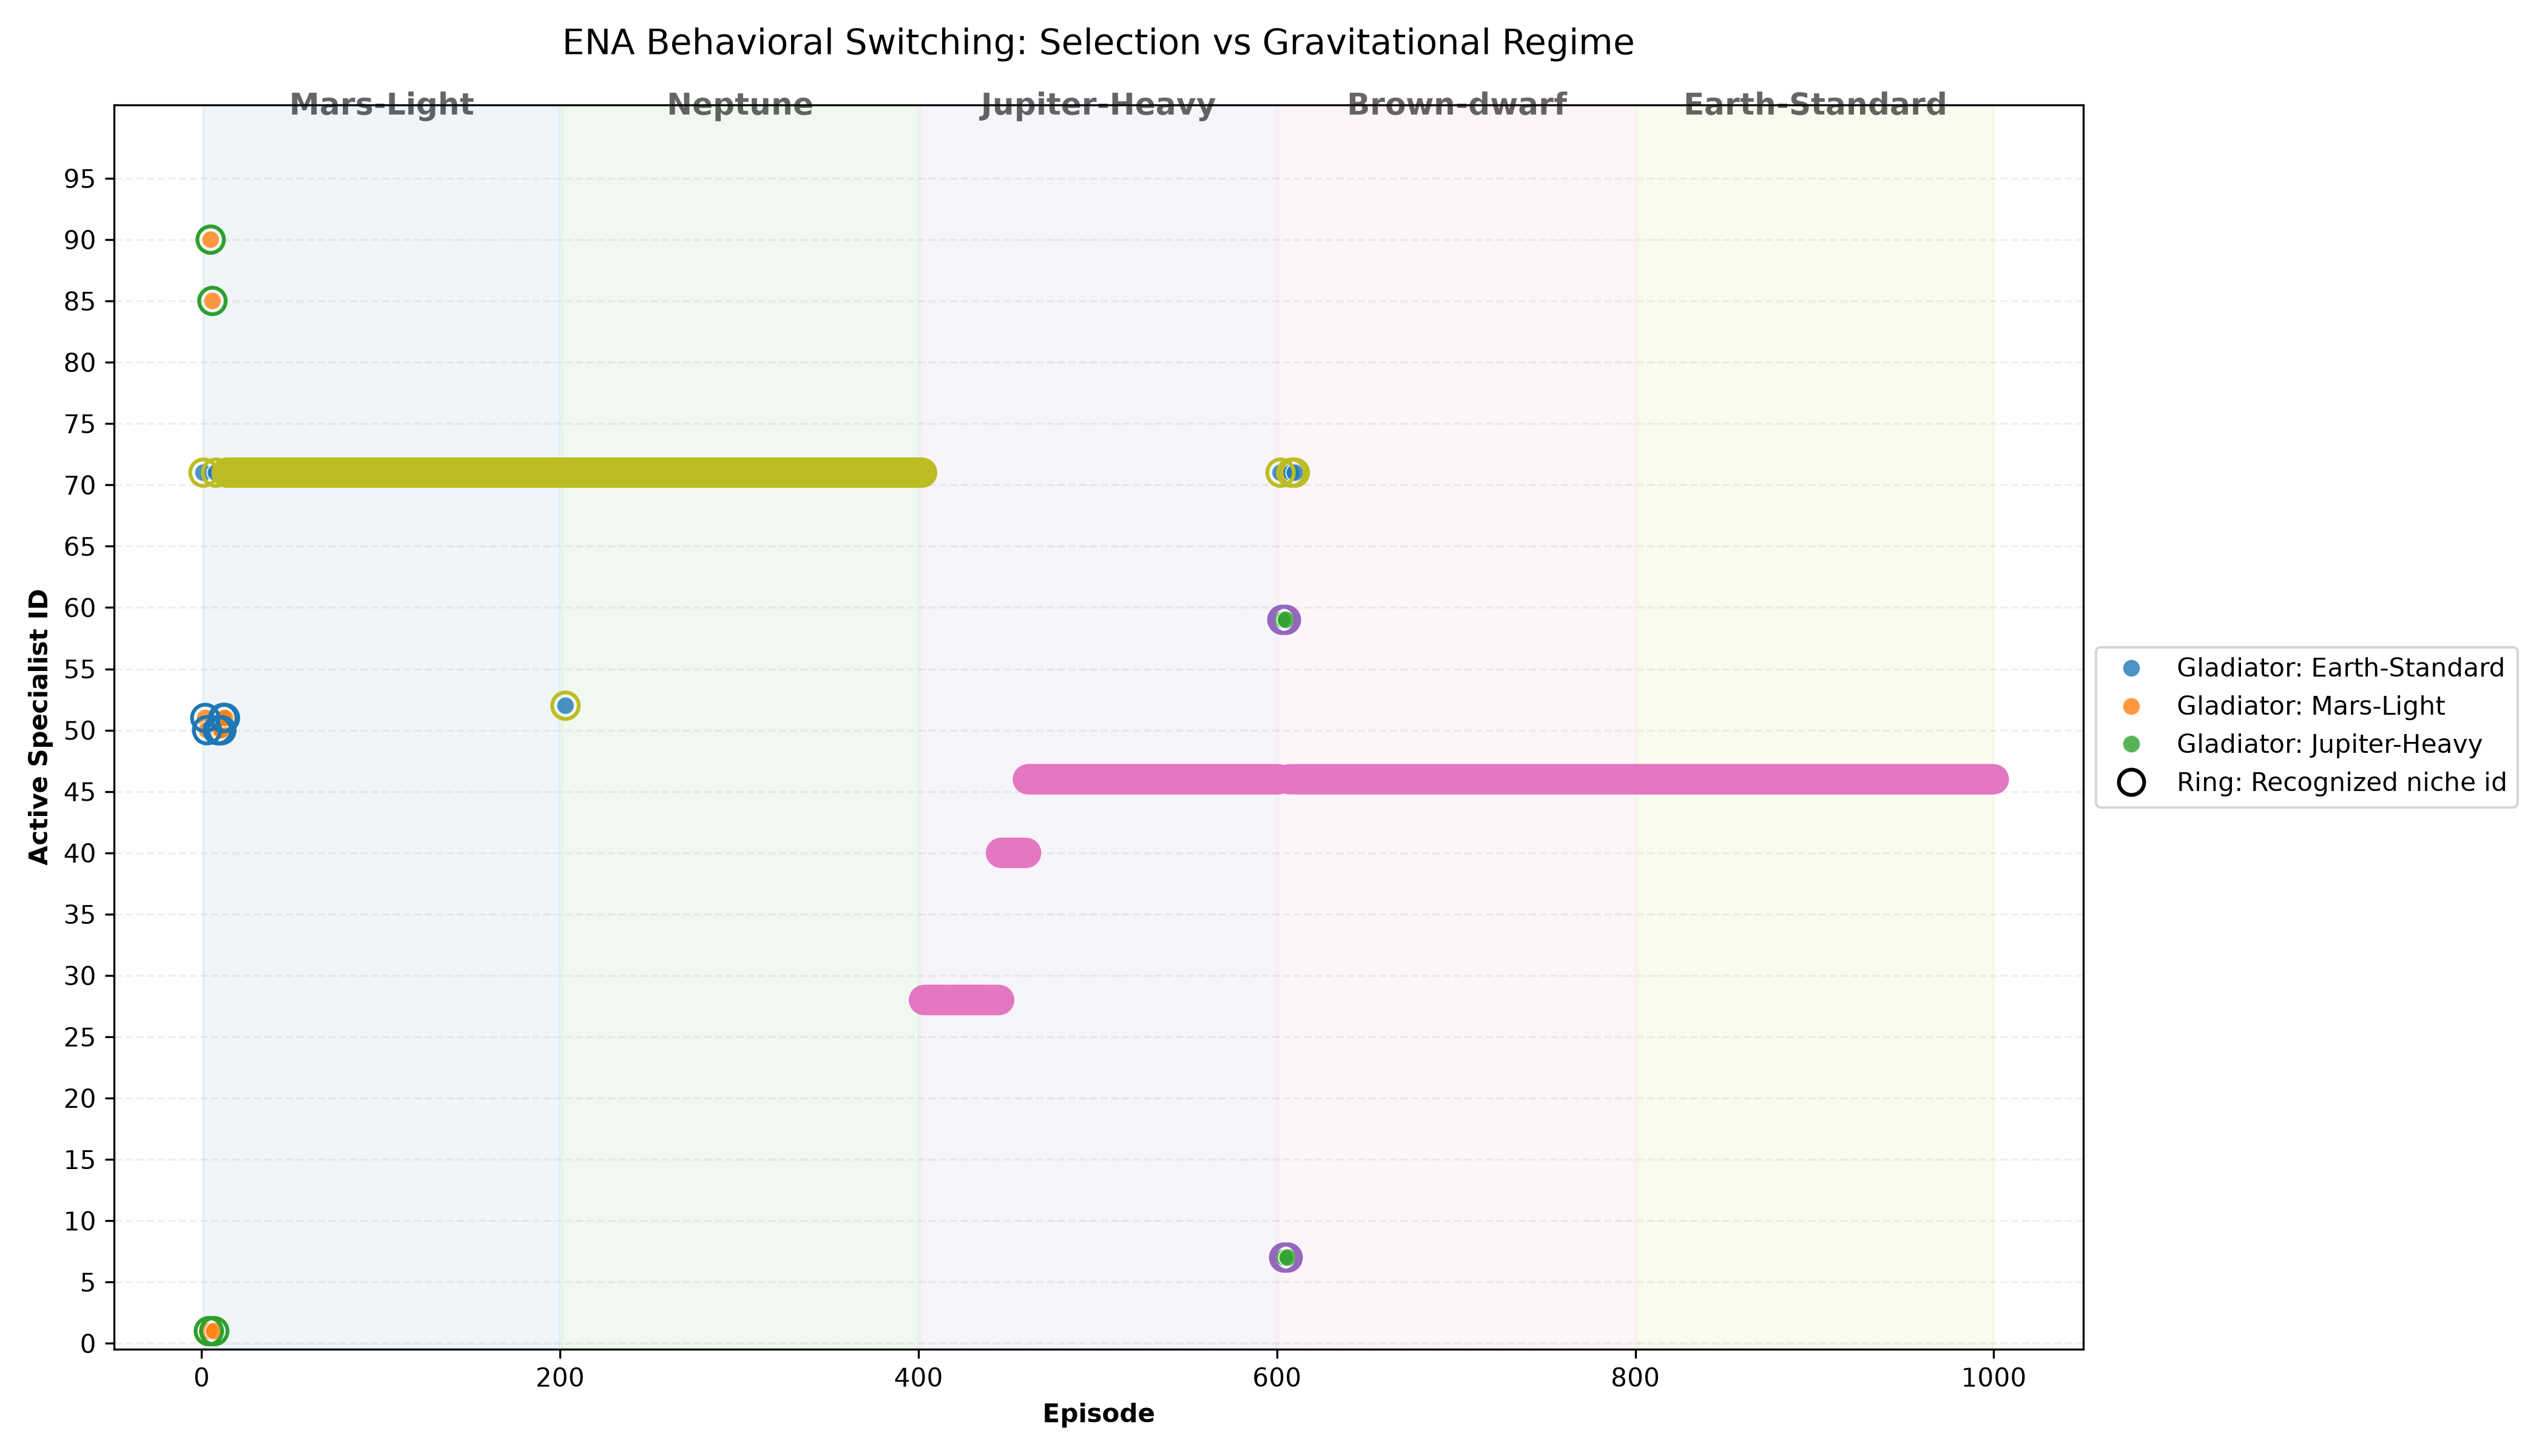 ENA Behavioral Switching: Selection vs Gravitational Regime
Mars-Light Neptune Jupiter-Heavy Brown-dwarf Earth-Standard
95
90
85
80
75
70
65
60
55
50
45
40
35
30
25
20
15
10
5
0
Active Specialist ID
0 200 400 600 800 1000
Episode
Gladiator: Earth-Standard
Gladiator: Mars-Light
Gladiator: Jupiter-Heavy
Ring: Recognized niche id